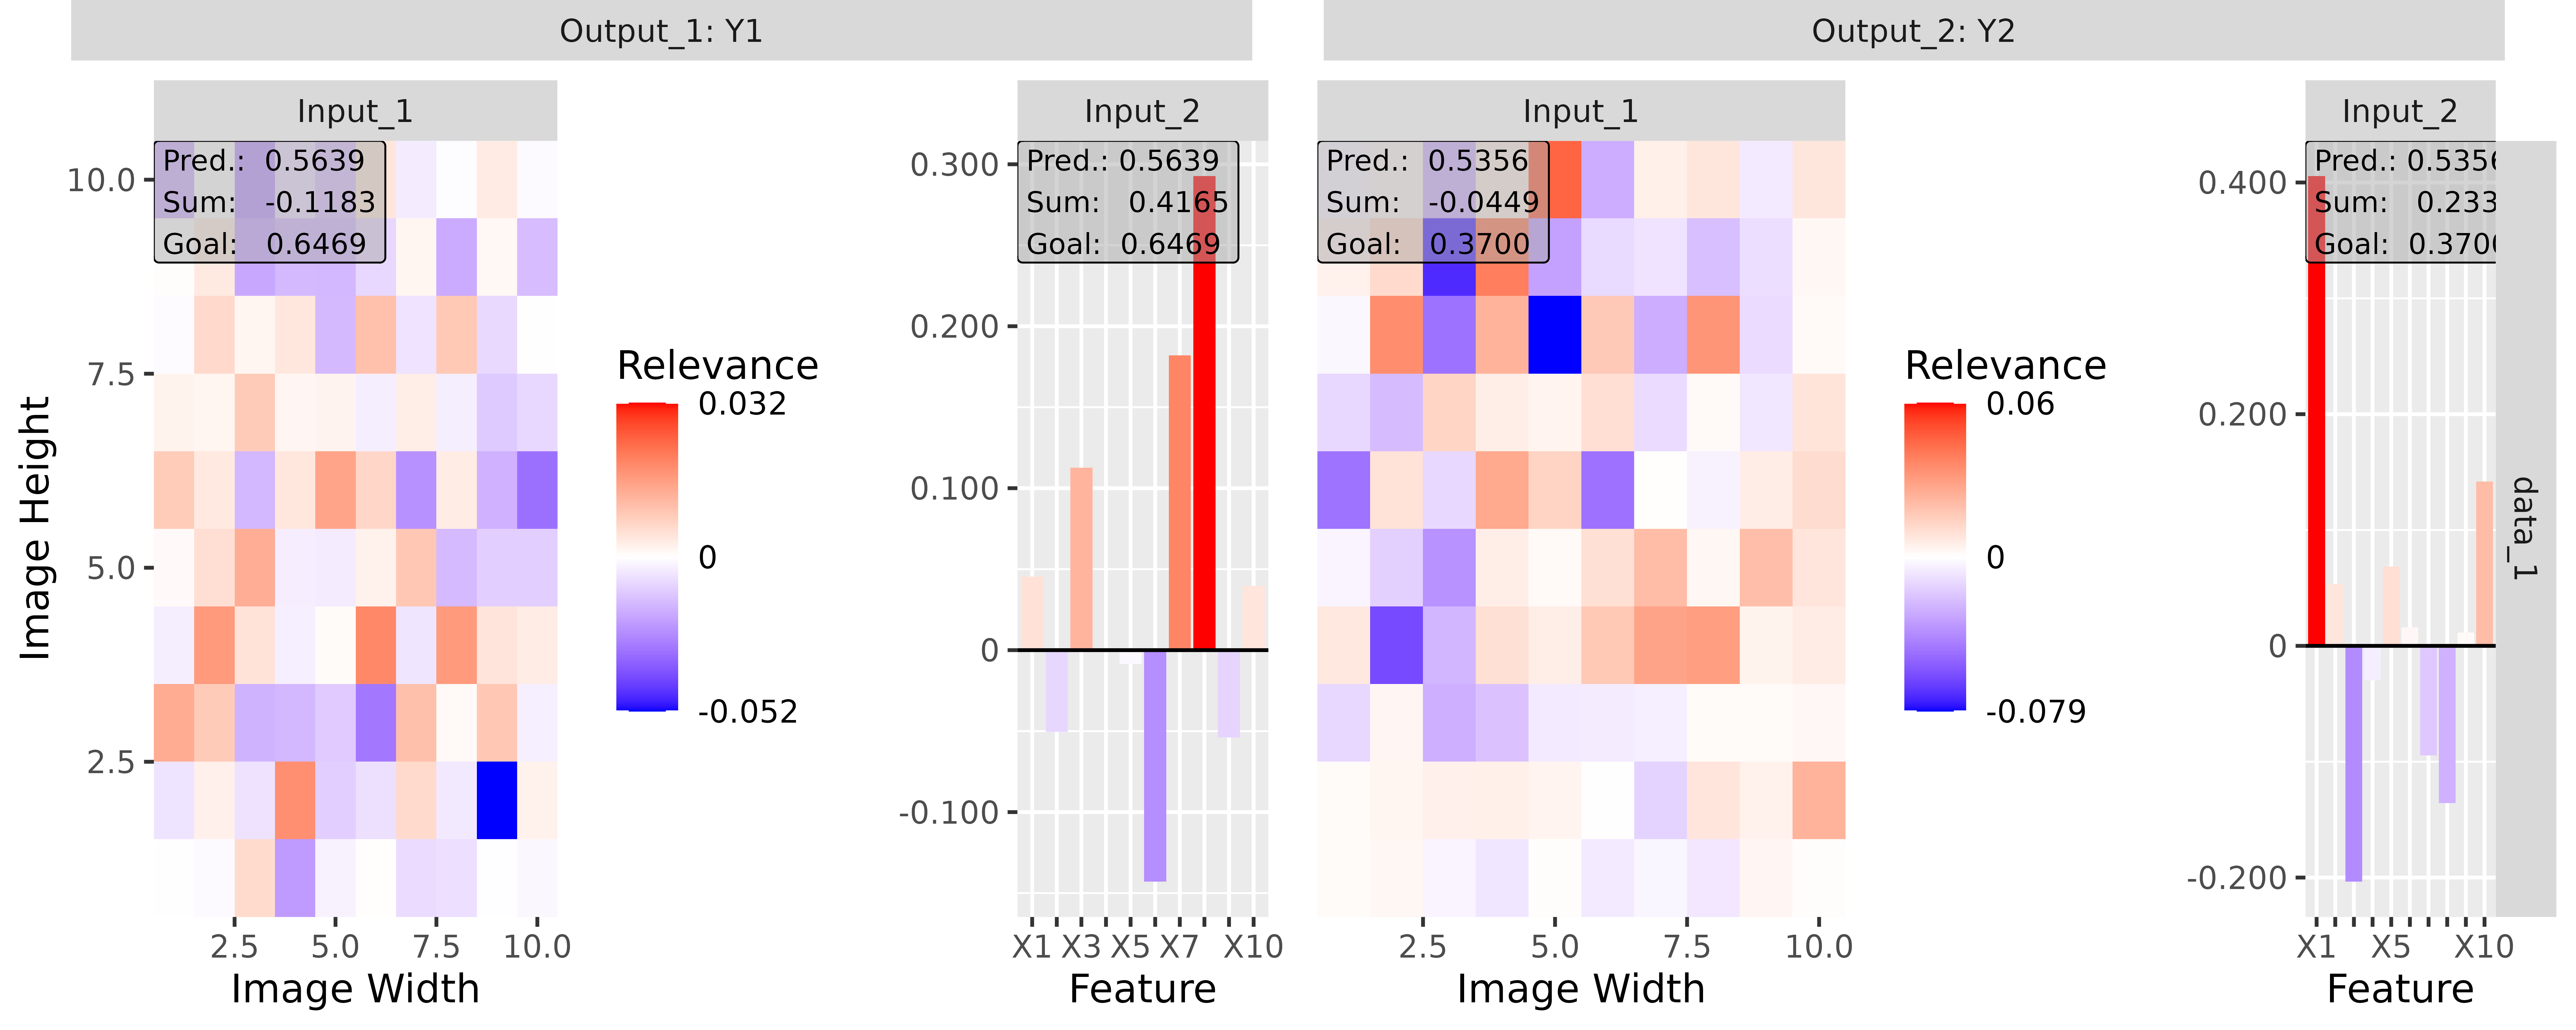 Output_1: Y1
Output_2: Y2
Input_1
Input_2
Input_1
Input_2
Pred.: 0.5639
Sum: -0.1183
Goal: 0.6469
Pred.: 0.5639
Sum: 0.4165
Goal: 0.6469
Pred.: 0.5356
Sum: -0.0449
Goal: 0.3700
Pred.: 0.5356
Sum: 0.233
Goal: 0.370
Image Height
10.0
7.5
5.0
2.5
2.5 5.0 7.5 10.0
Image Width
Relevance
0.032
0
-0.052
0.300
0.200
0.100
0
-0.100
X1 X3 X5 X7 X10
Feature
2.5 5.0 7.5 10.0
Image Width
Relevance
0.06
0
-0.079
0.400
0.200
0
-0.200
X1 X5 X10
Feature
data_1